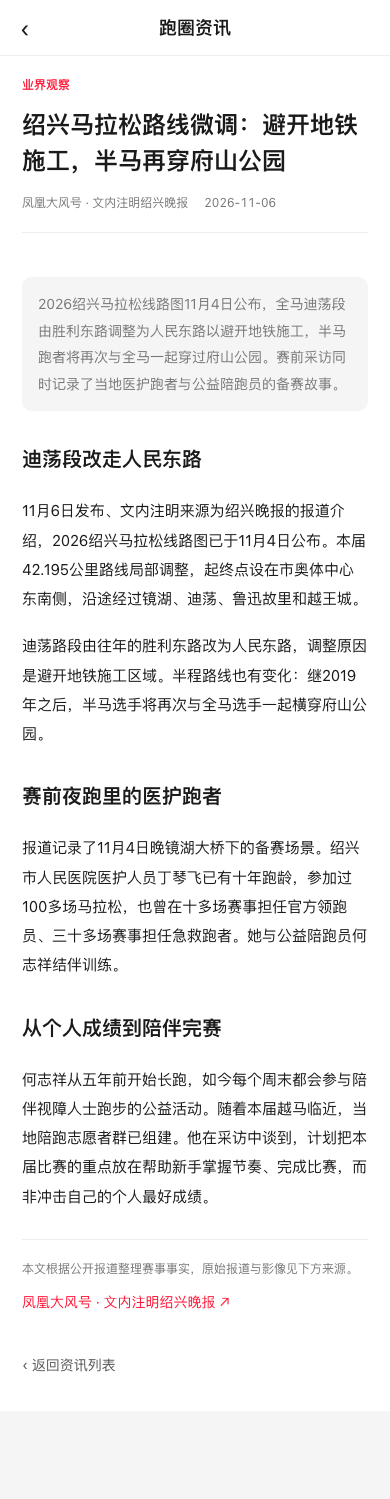 ‹ 跑圈资讯
业界观察
绍兴马拉松路线微调：避开地铁
施工，半马再穿府山公园
凤凰大风号 · 文内注明绍兴晚报 2026-11-06
2026绍兴马拉松线路图11月4日公布，全马迪荡段
由胜利东路调整为人民东路以避开地铁施工，半马
跑者将再次与全马一起穿过府山公园。赛前采访同
时记录了当地医护跑者与公益陪跑员的备赛故事。
迪荡段改走人民东路
11月6日发布、文内注明来源为绍兴晚报的报道介
绍，2026绍兴马拉松线路图已于11月4日公布。本届
42.195公里路线局部调整，起终点设在市奥体中心
东南侧，沿途经过镜湖、迪荡、鲁迅故里和越王城。
迪荡路段由往年的胜利东路改为人民东路，调整原因
是避开地铁施工区域。半程路线也有变化：继2019
年之后，半马选手将再次与全马选手一起横穿府山公
园。
赛前夜跑里的医护跑者
报道记录了11月4日晚镜湖大桥下的备赛场景。绍兴
市人民医院医护人员丁琴飞已有十年跑龄，参加过
100多场马拉松，也曾在十多场赛事担任官方领跑
员、三十多场赛事担任急救跑者。她与公益陪跑员何
志祥结伴训练。
从个人成绩到陪伴完赛
何志祥从五年前开始长跑，如今每个周末都会参与陪
伴视障人士跑步的公益活动。随着本届越马临近，当
地陪跑志愿者群已组建。他在采访中谈到，计划把本
届比赛的重点放在帮助新手掌握节奏、完成比赛，而
非冲击自己的个人最好成绩。
本文根据公开报道整理赛事事实，原始报道与影像见下方来源。
凤凰大风号 · 文内注明绍兴晚报 ↗
‹ 返回资讯列表